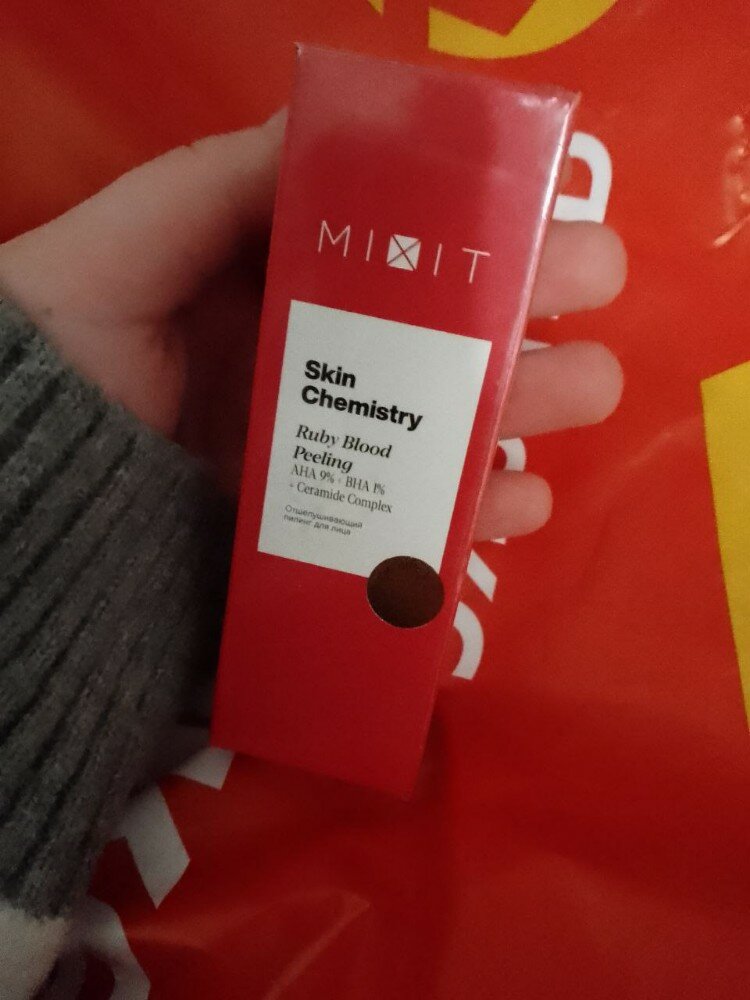 MIXIT
Skin
Chemistry
Ruby Blood
Peeling
AHA 9% + BHA 1%
+ Ceramide Complex
Отшелушивающий
пилинг для лица